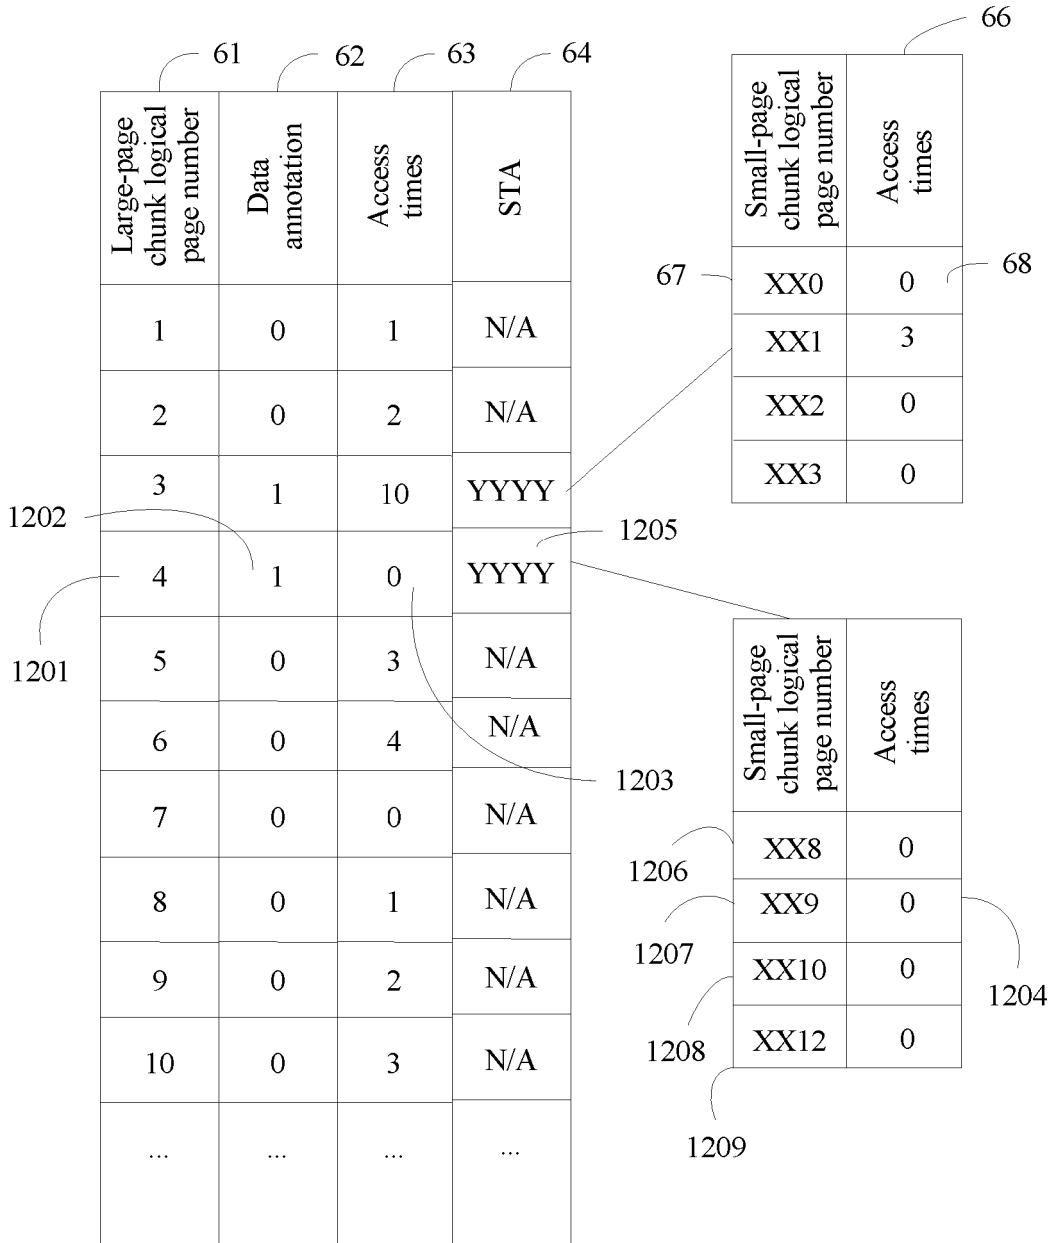 61 62 63 64
Large-page
chunk logical
page number
Data
annotation
Access
times
STA
1 0 1 N/A
2 0 2 N/A
3 1 10 YYYY
4 1 0 YYYY
5 0 3 N/A
6 0 4 N/A
7 0 0 N/A
8 0 1 N/A
9 0 2 N/A
10 0 3 N/A
... ... ... ...
1202
1201
1205
1203
66
Small-page
chunk logical
page number
Access
times
67
68
XX0 0
XX1 3
XX2 0
XX3 0
Small-page
chunk logical
page number
Access
times
XX8 0
XX9 0
XX10 0
XX12 0
1206
1207
1208
1209
1204